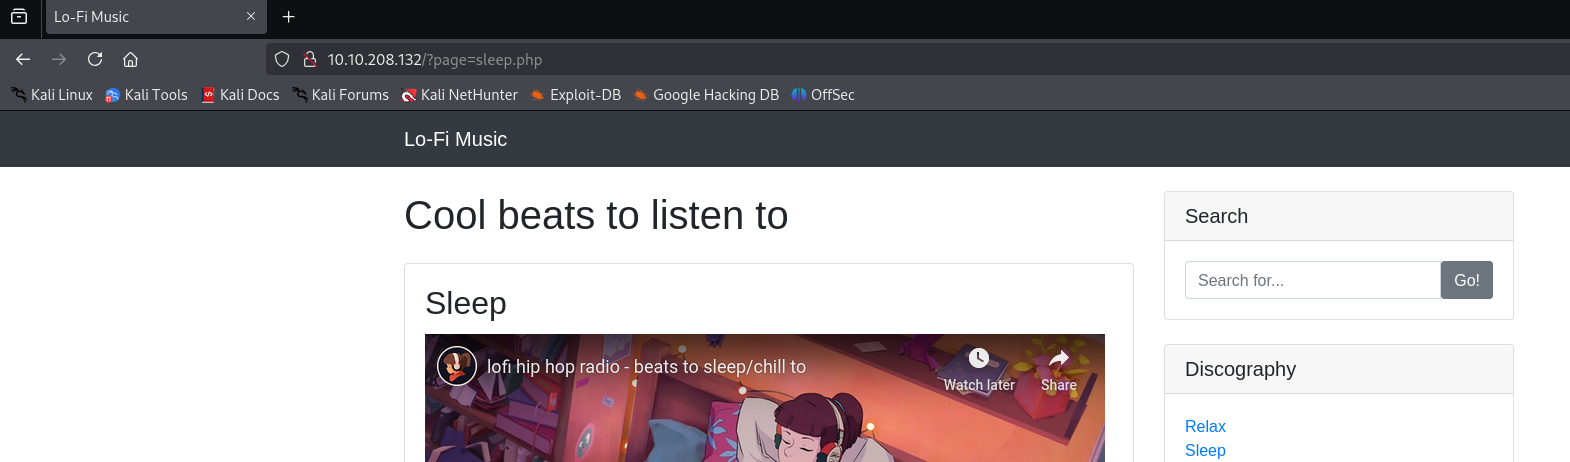 Lo-Fi Music
10.10.208.132/?page=sleep.php
Kali Linux Kali Tools Kali Docs Kali Forums Kali NetHunter Exploit-DB Google Hacking DB OffSec
Lo-Fi Music
Cool beats to listen to
Sleep
lofi hip hop radio - beats to sleep/chill to
Watch later Share
Search
Search for... Go!
Discography
Relax
Sleep